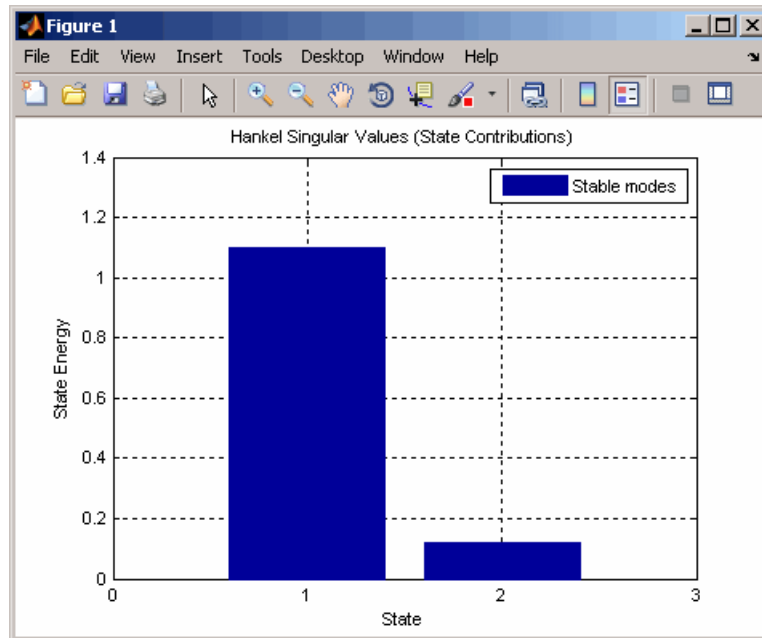 Figure 1
File Edit View Insert Tools Desktop Window Help
Hankel Singular Values (State Contributions)
1.4
Stable modes
1.2
1
0.8
0.6
0.4
0.2
0
State Energy
0 1 2 3
State